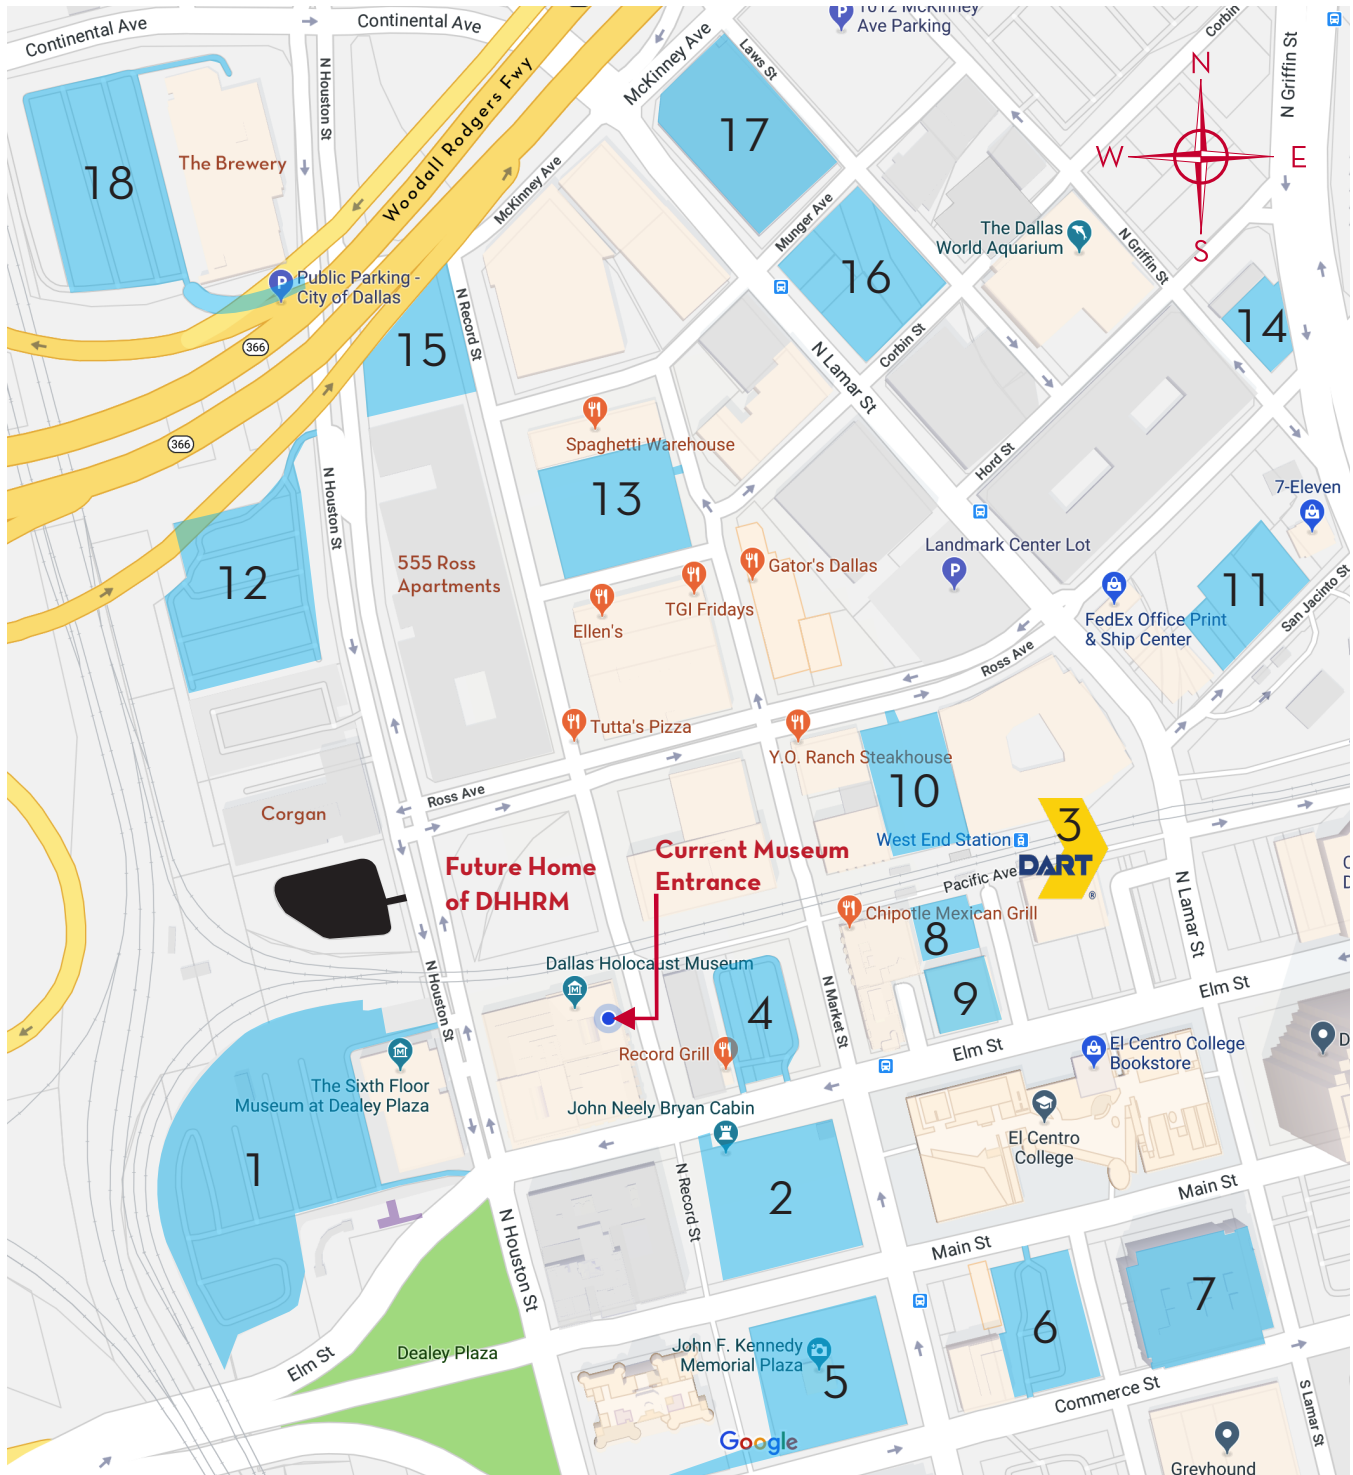 Continental Ave
Continental Ave
1012 McKinney
Ave Parking
Corbin
N Griffin St
McKinney Ave
Laws St
N Houston St
Woodall Rodgers Fwy
N
W
E
S
17
18
The Brewery
McKinney Ave
Munger Ave
The Dallas
World Aquarium
N Griffin St
16
Public Parking -
City of Dallas
366
15
N Record St
14
Corbin St
N Lamar St
366
Spaghetti Warehouse
13
Hord St
7-Eleven
N Houston St
Landmark Center Lot
12
555 Ross
Apartments
Gator's Dallas
TGI Fridays
Ellen's
11
San Jacinto St
FedEx Office Print
& Ship Center
Ross Ave
Tutta's Pizza
Y.O. Ranch Steakhouse
10
Ross Ave
Corgan
West End Station
3
DART
®
Pacific Ave
Future Home
of DHHRM
Current Museum
Entrance
Chipotle Mexican Grill
8
N Lamar St
Dallas Holocaust Museum
N Houston St
9
4
N Market St
Elm St
Record Grill
Elm St
El Centro College
Bookstore
D
The Sixth Floor
Museum at Dealey Plaza
John Neely Bryan Cabin
El Centro
College
1
2
N Record St
Main St
N Houston St
Main St
7
6
Elm St
Dealey Plaza
John F. Kennedy
Memorial Plaza
5
Commerce St
S Lamar St
Google
Greyhound